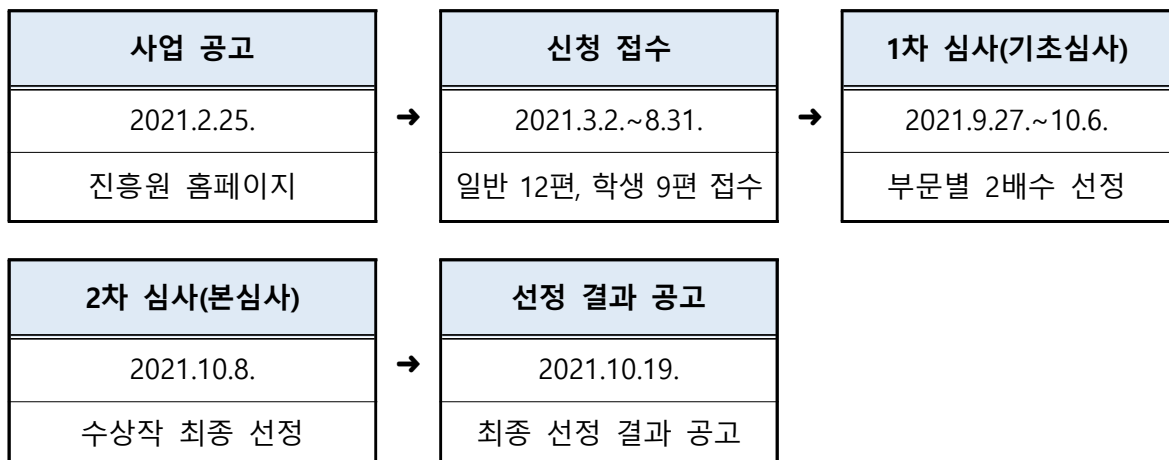 사업 공고
2021.2.25.
진흥원 홈페이지
➜
신청 접수
2021.3.2.~8.31.
일반 12편, 학생 9편 접수
➜
1차 심사(기초심사)
2021.9.27.~10.6.
부문별 2배수 선정
2차 심사(본심사)
2021.10.8.
수상작 최종 선정
➜
선정 결과 공고
2021.10.19.
최종 선정 결과 공고